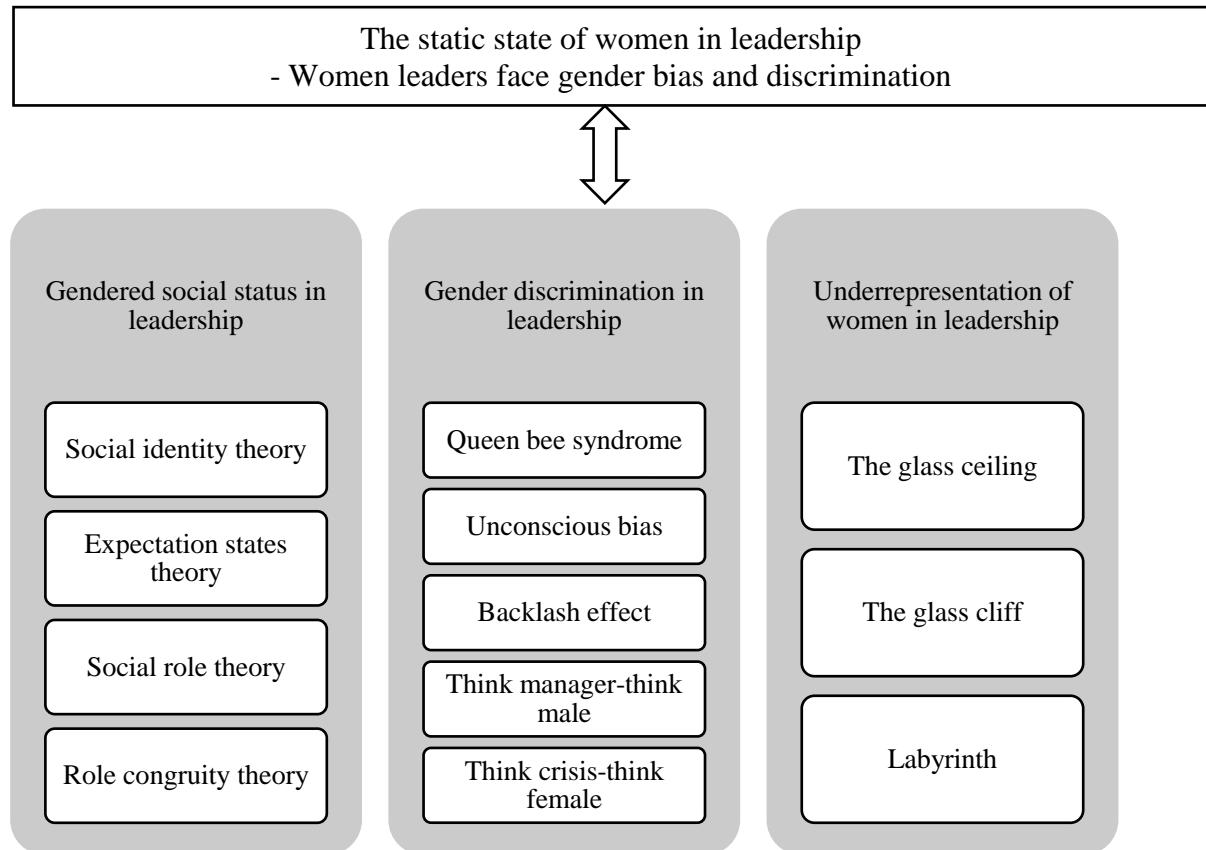 The static state of women in leadership
- Women leaders face gender bias and discrimination
Gendered social status in
leadership
Social identity theory
Expectation states
theory
Social role theory
Role congruity theory
Gender discrimination in
leadership
Queen bee syndrome
Unconscious bias
Backlash effect
Think manager-think
male
Think crisis-think
female
Underrepresentation of
women in leadership
The glass ceiling
The glass cliff
Labyrinth